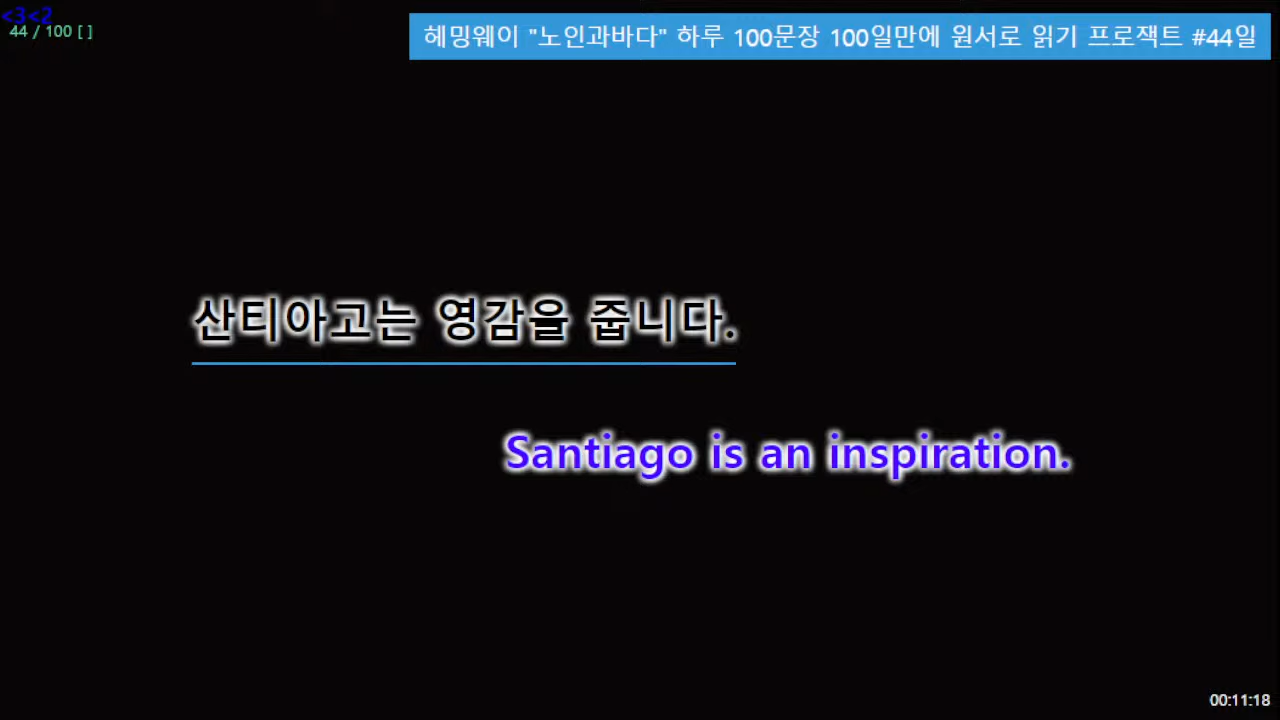 <3<2
44 / 100 [ ]
헤밍웨이 "노인과바다" 하루 100문장 100일만에 원서로 읽기 프로잭트 #44일
산티아고는 영감을 줍니다.
Santiago is an inspiration.
00:11:18